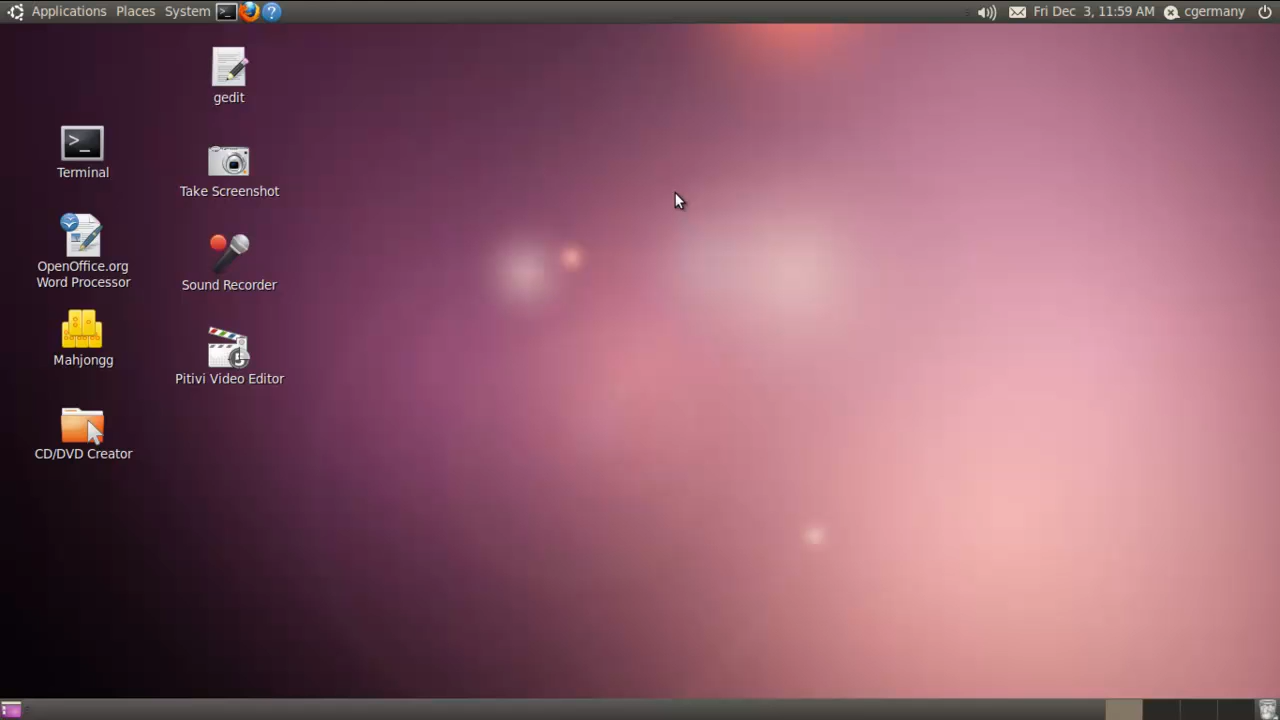 Applications Places System Fri Dec 3, 11:59 AM cgermany
gedit
Terminal
Take Screenshot
OpenOffice.org
Word Processor
Sound Recorder
Mahjongg
Pitivi Video Editor
CD/DVD Creator